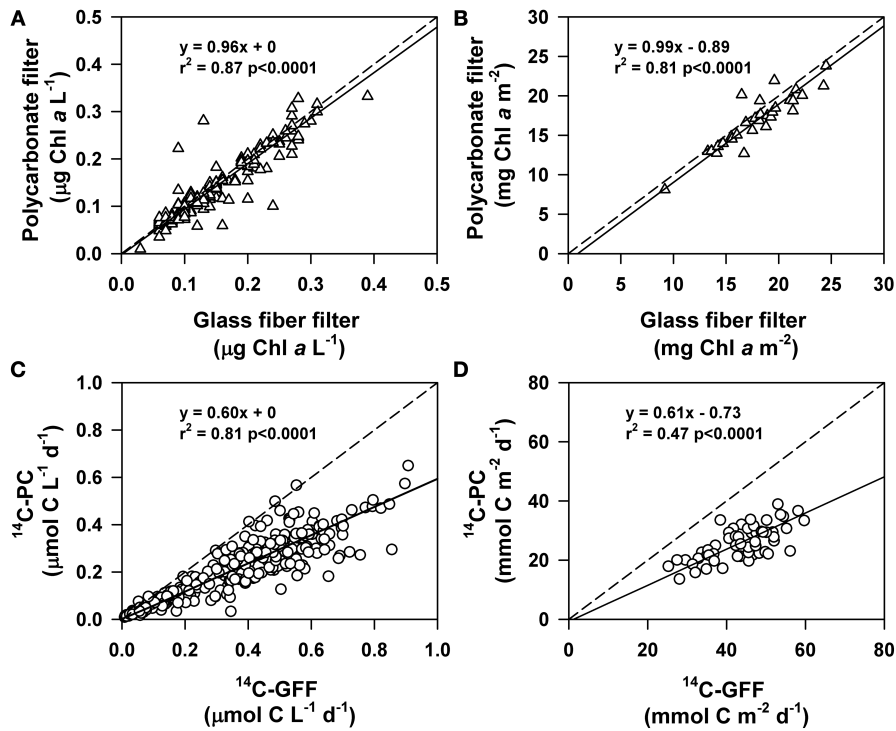 A
0.5
0.4
0.3
0.2
0.1
0.0
Polycarbonate filter
(μg Chl a L⁻¹)
y = 0.96x + 0
r² = 0.87 p<0.0001
0.0 0.1 0.2 0.3 0.4 0.5
Glass fiber filter
(μg Chl a L⁻¹)
B
30
25
20
15
10
5
0
Polycarbonate filter
(mg Chl a m⁻²)
y = 0.99x - 0.89
r² = 0.81 p<0.0001
0 5 10 15 20 25 30
Glass fiber filter
(mg Chl a m⁻²)
C
1.0
0.8
0.6
0.4
0.2
0.0
¹⁴C-PC
(μmol C L⁻¹ d⁻¹)
y = 0.60x + 0
r² = 0.81 p<0.0001
0.0 0.2 0.4 0.6 0.8 1.0
¹⁴C-GFF
(μmol C L⁻¹ d⁻¹)
D
80
60
40
20
0
¹⁴C-PC
(mmol C m⁻² d⁻¹)
y = 0.61x - 0.73
r² = 0.47 p<0.0001
0 20 40 60 80
¹⁴C-GFF
(mmol C m⁻² d⁻¹)